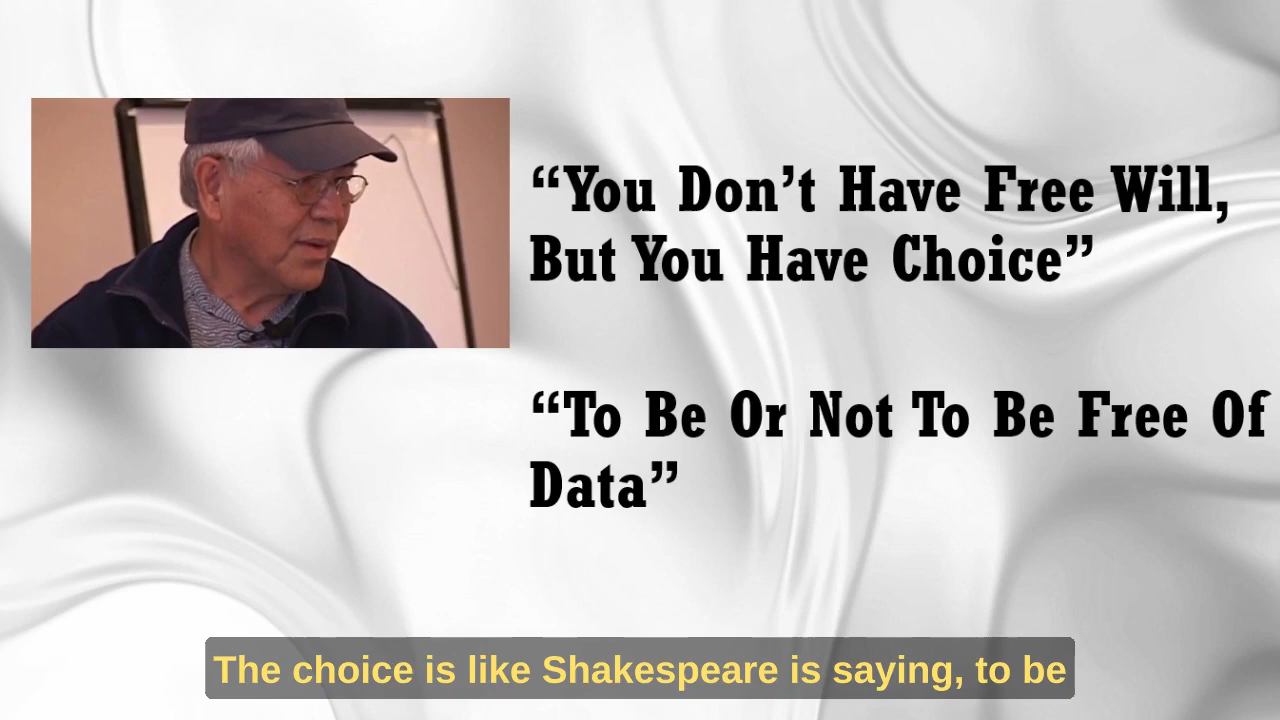 “You Don’t Have Free Will,
But You Have Choice”
“To Be Or Not To Be Free Of
Data”
The choice is like Shakespeare is saying, to be